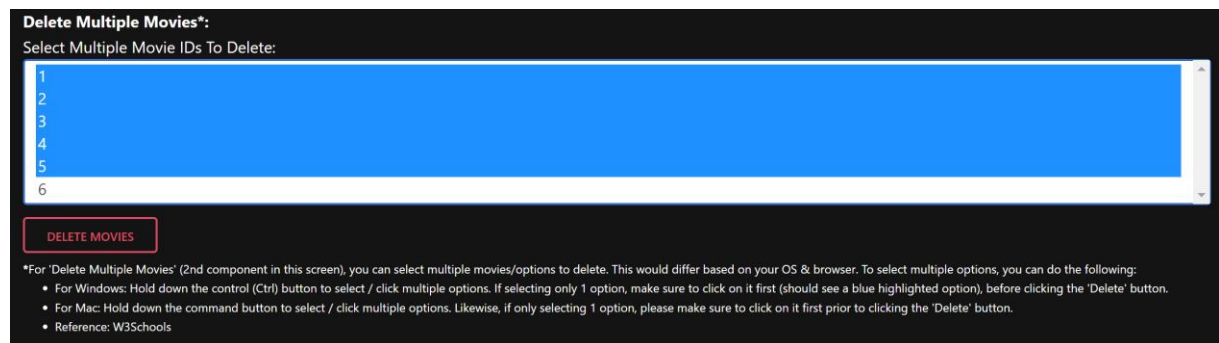 Delete Multiple Movies*:
Select Multiple Movie IDs To Delete:
1
2
3
4
5
6
DELETE MOVIES
*For 'Delete Multiple Movies' (2nd component in this screen), you can select multiple movies/options to delete. This would differ based on your OS & browser. To select multiple options, you can do the following:
• For Windows: Hold down the control (Ctrl) button to select / click multiple options. If selecting only 1 option, make sure to click on it first (should see a blue highlighted option), before clicking the 'Delete' button.
• For Mac: Hold down the command button to select / click multiple options. Likewise, if only selecting 1 option, please make sure to click on it first prior to clicking the 'Delete' button.
• Reference: W3Schools